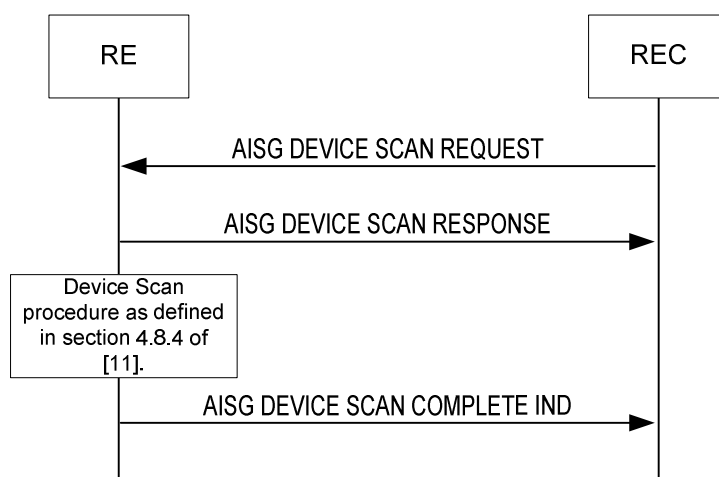 RE
REC
AISG DEVICE SCAN REQUEST
AISG DEVICE SCAN RESPONSE
Device Scan
procedure as defined
in section 4.8.4 of
[11].
AISG DEVICE SCAN COMPLETE IND